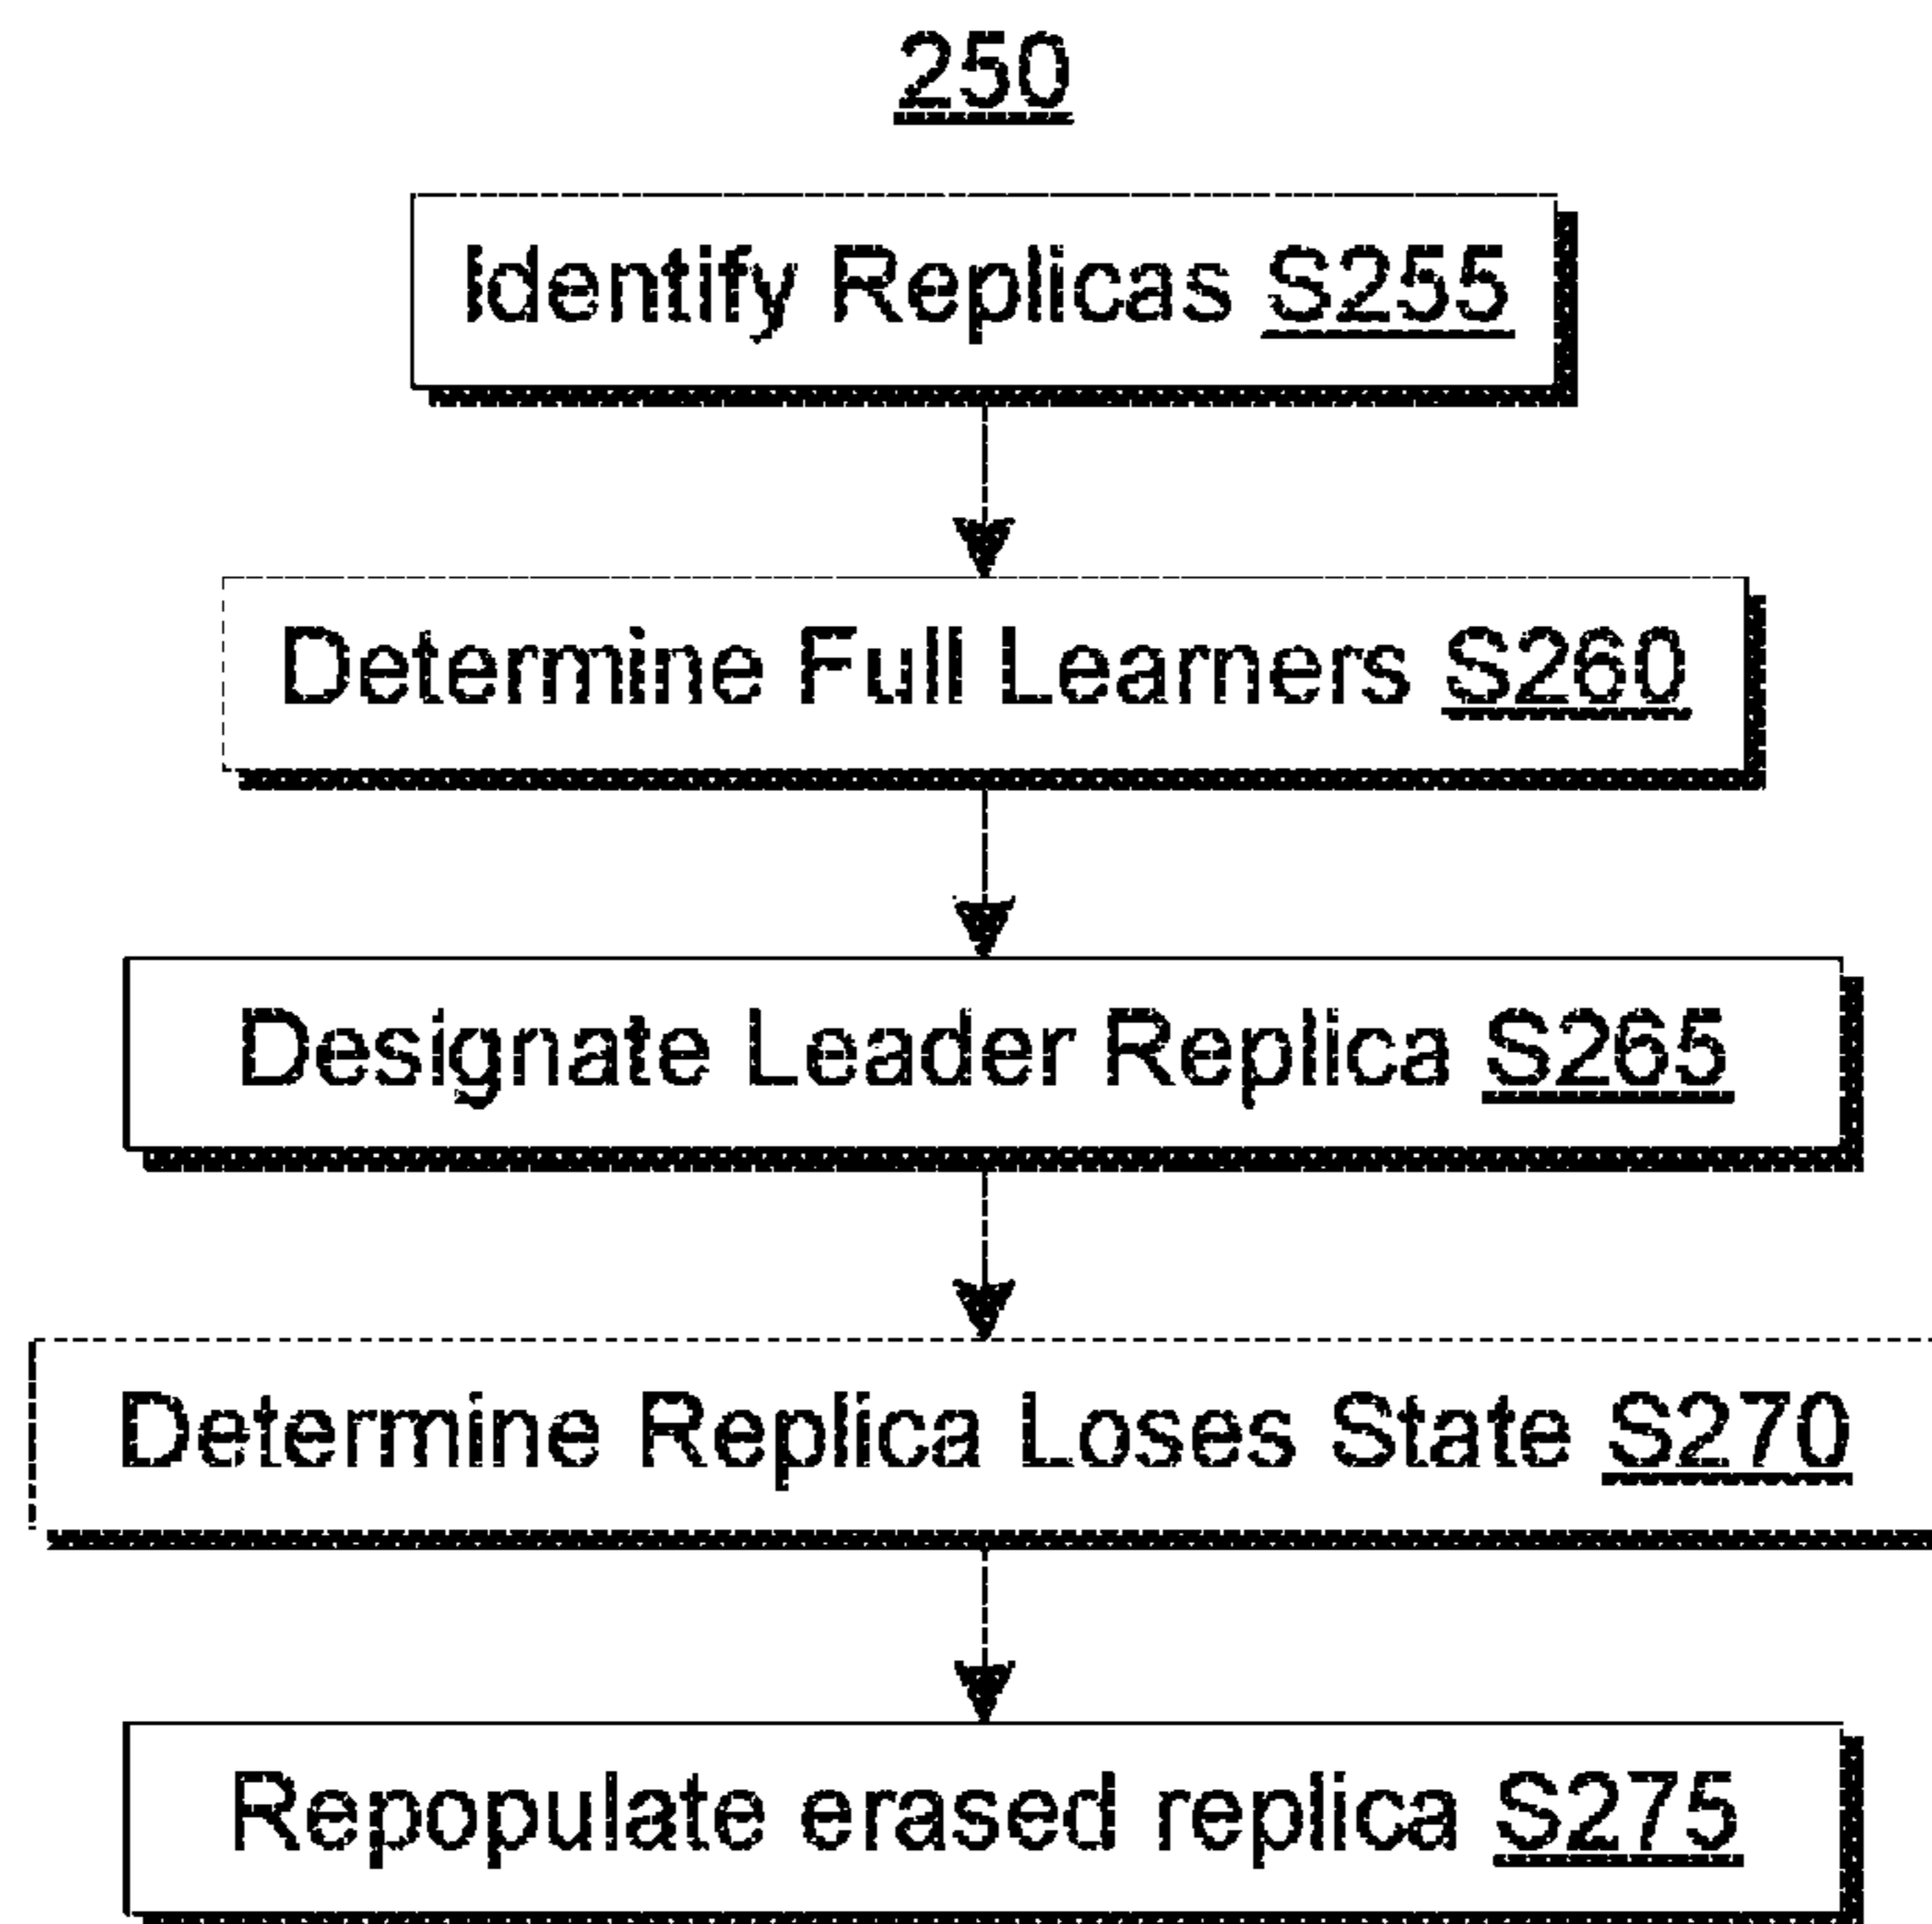 250
Identify Replicas S255
Determine Full Learners S260
Designate Leader Replica S265
Determine Replica Loses State S270
Repopulate erased replica S275